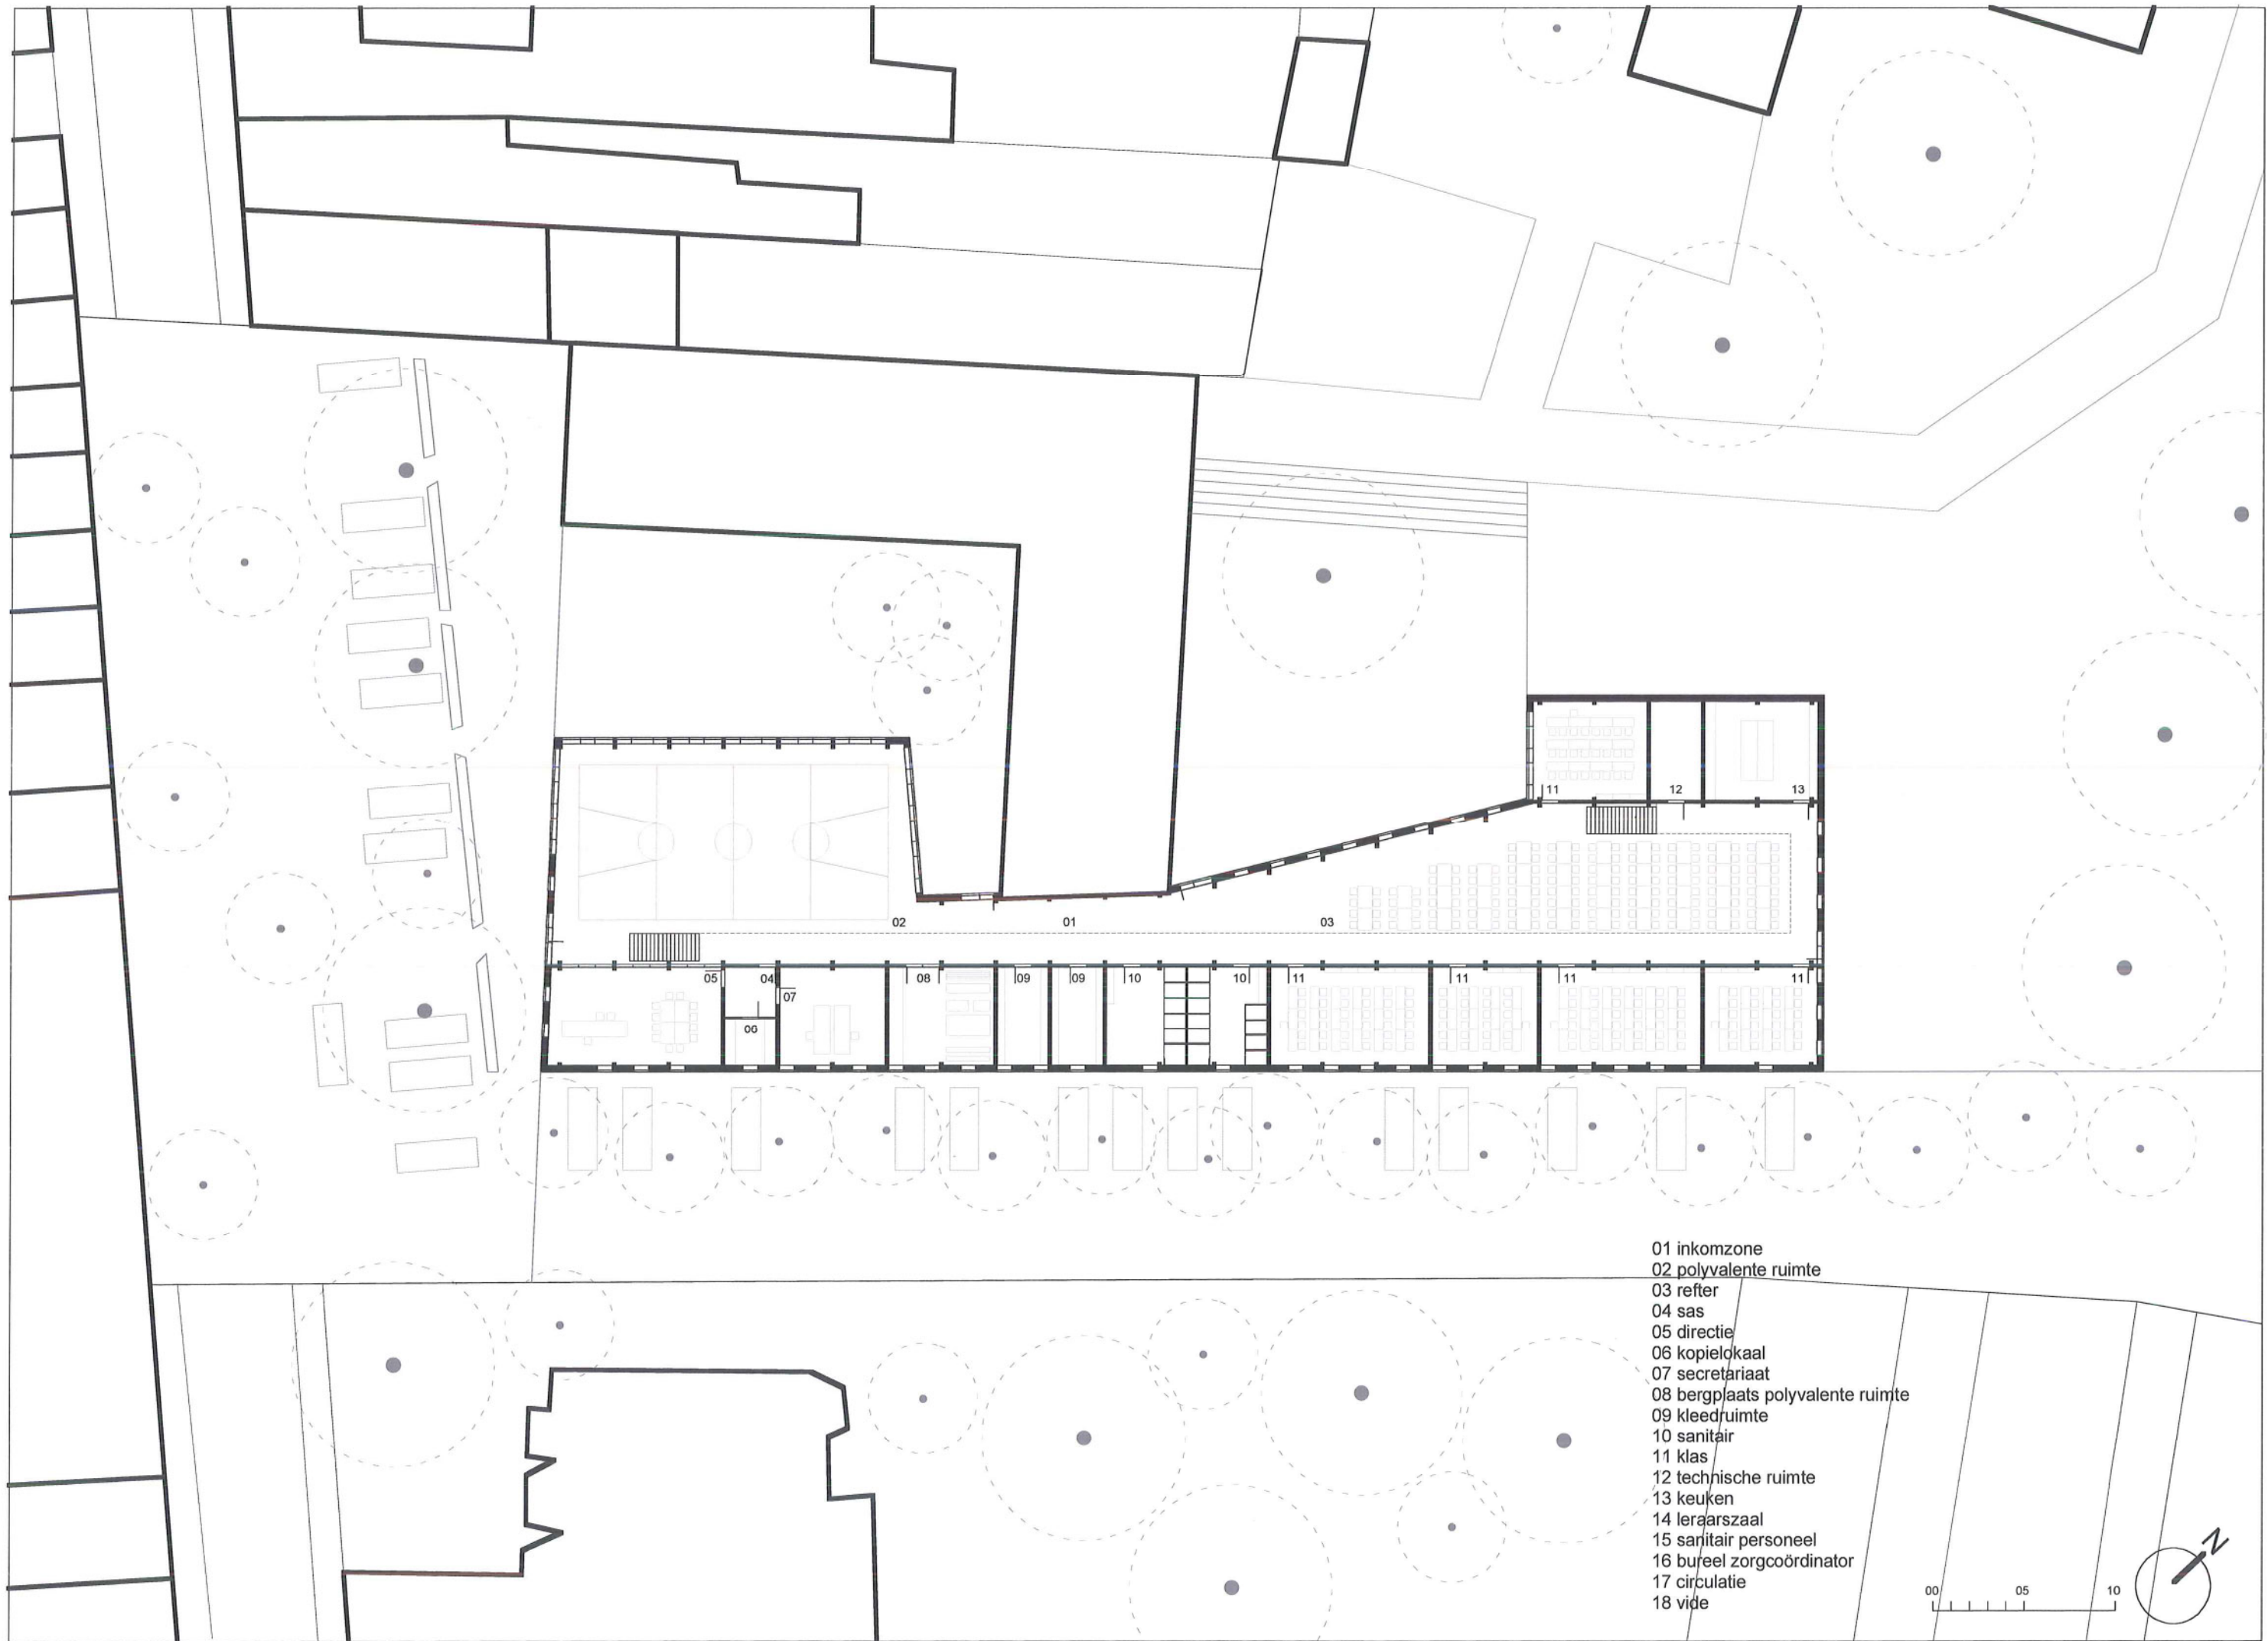 11
12
13
02
01
03
05
04
08
09
09
10
10
11
11
11
11
07
06
01 inkomzone
02 polyvalente ruimte
03 refter
04 sas
05 directie
06 kopielokaal
07 secretariaat
08 bergplaats polyvalente ruimte
09 kleedruimte
10 sanitair
11 klas
12 technische ruimte
13 keuken
14 leraarszaal
15 sanitair personeel
16 bureel zorgcoördinator
17 circulatie
18 vide
N
00 05 10